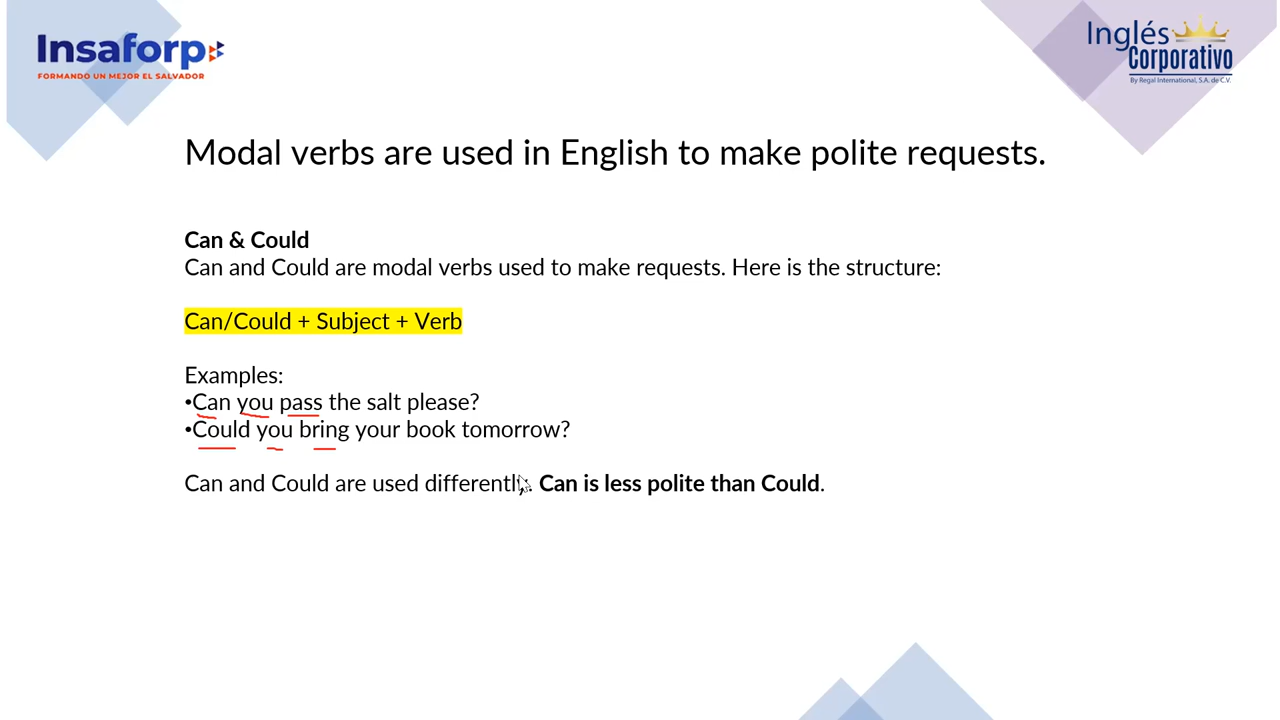 Insaforp
FORMANDO UN MEJOR EL SALVADOR
Inglés
Corporativo
By Regal International, S.A. de C.V.
Modal verbs are used in English to make polite requests.
Can & Could
Can and Could are modal verbs used to make requests. Here is the structure:
Can/Could + Subject + Verb
Examples:
•Can you pass the salt please?
•Could you bring your book tomorrow?
Can and Could are used differently. Can is less polite than Could.